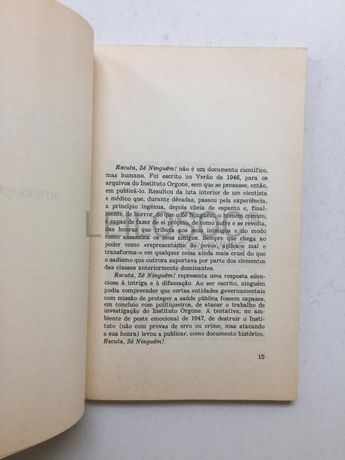 Escuta, Zé Ninguém! não é um documento científico,
mas humano. Foi escrito no Verão de 1946, para os
arquivos do Instituto Orgone, sem que se pensasse, então,
em publicá-lo. Resultou da luta interior de um cientista
e médico que, durante décadas, passou pela experiência,
a princípio ingénua, depois cheia de espanto e, final-
mente, de horror, do que o Zé Ninguém, homem comum,
é capaz de fazer de si próprio, de como sofre e se revolta,
das honras que tributa aos seus inimigos e do modo
como assassina os seus amigos. Sempre que chega ao
poder como «representante do povo», aplica-o mal e
transforma-o em qualquer coisa ainda mais cruel do que
o sadismo que outrora suportava por parte dos elementos
das classes anteriormente dominantes.
Escuta, Zé Ninguém! representa uma resposta silen-
ciosa à intriga e à difamação. Ao ser escrito, ninguém
podia compreender que certas entidades governamentais
com missão de proteger a saúde pública fossem capazes,
em conluio com politiqueiros, de atacar o trabalho de
investigação do Instituto Orgone. A tentativa, no am-
biente de peste emocional de 1947, de destruir o Insti-
tuto (não com provas de erro ou crime, mas atacando
a sua honra) levou a publicar, como documento histórico,
Escuta, Zé Ninguém!.
15